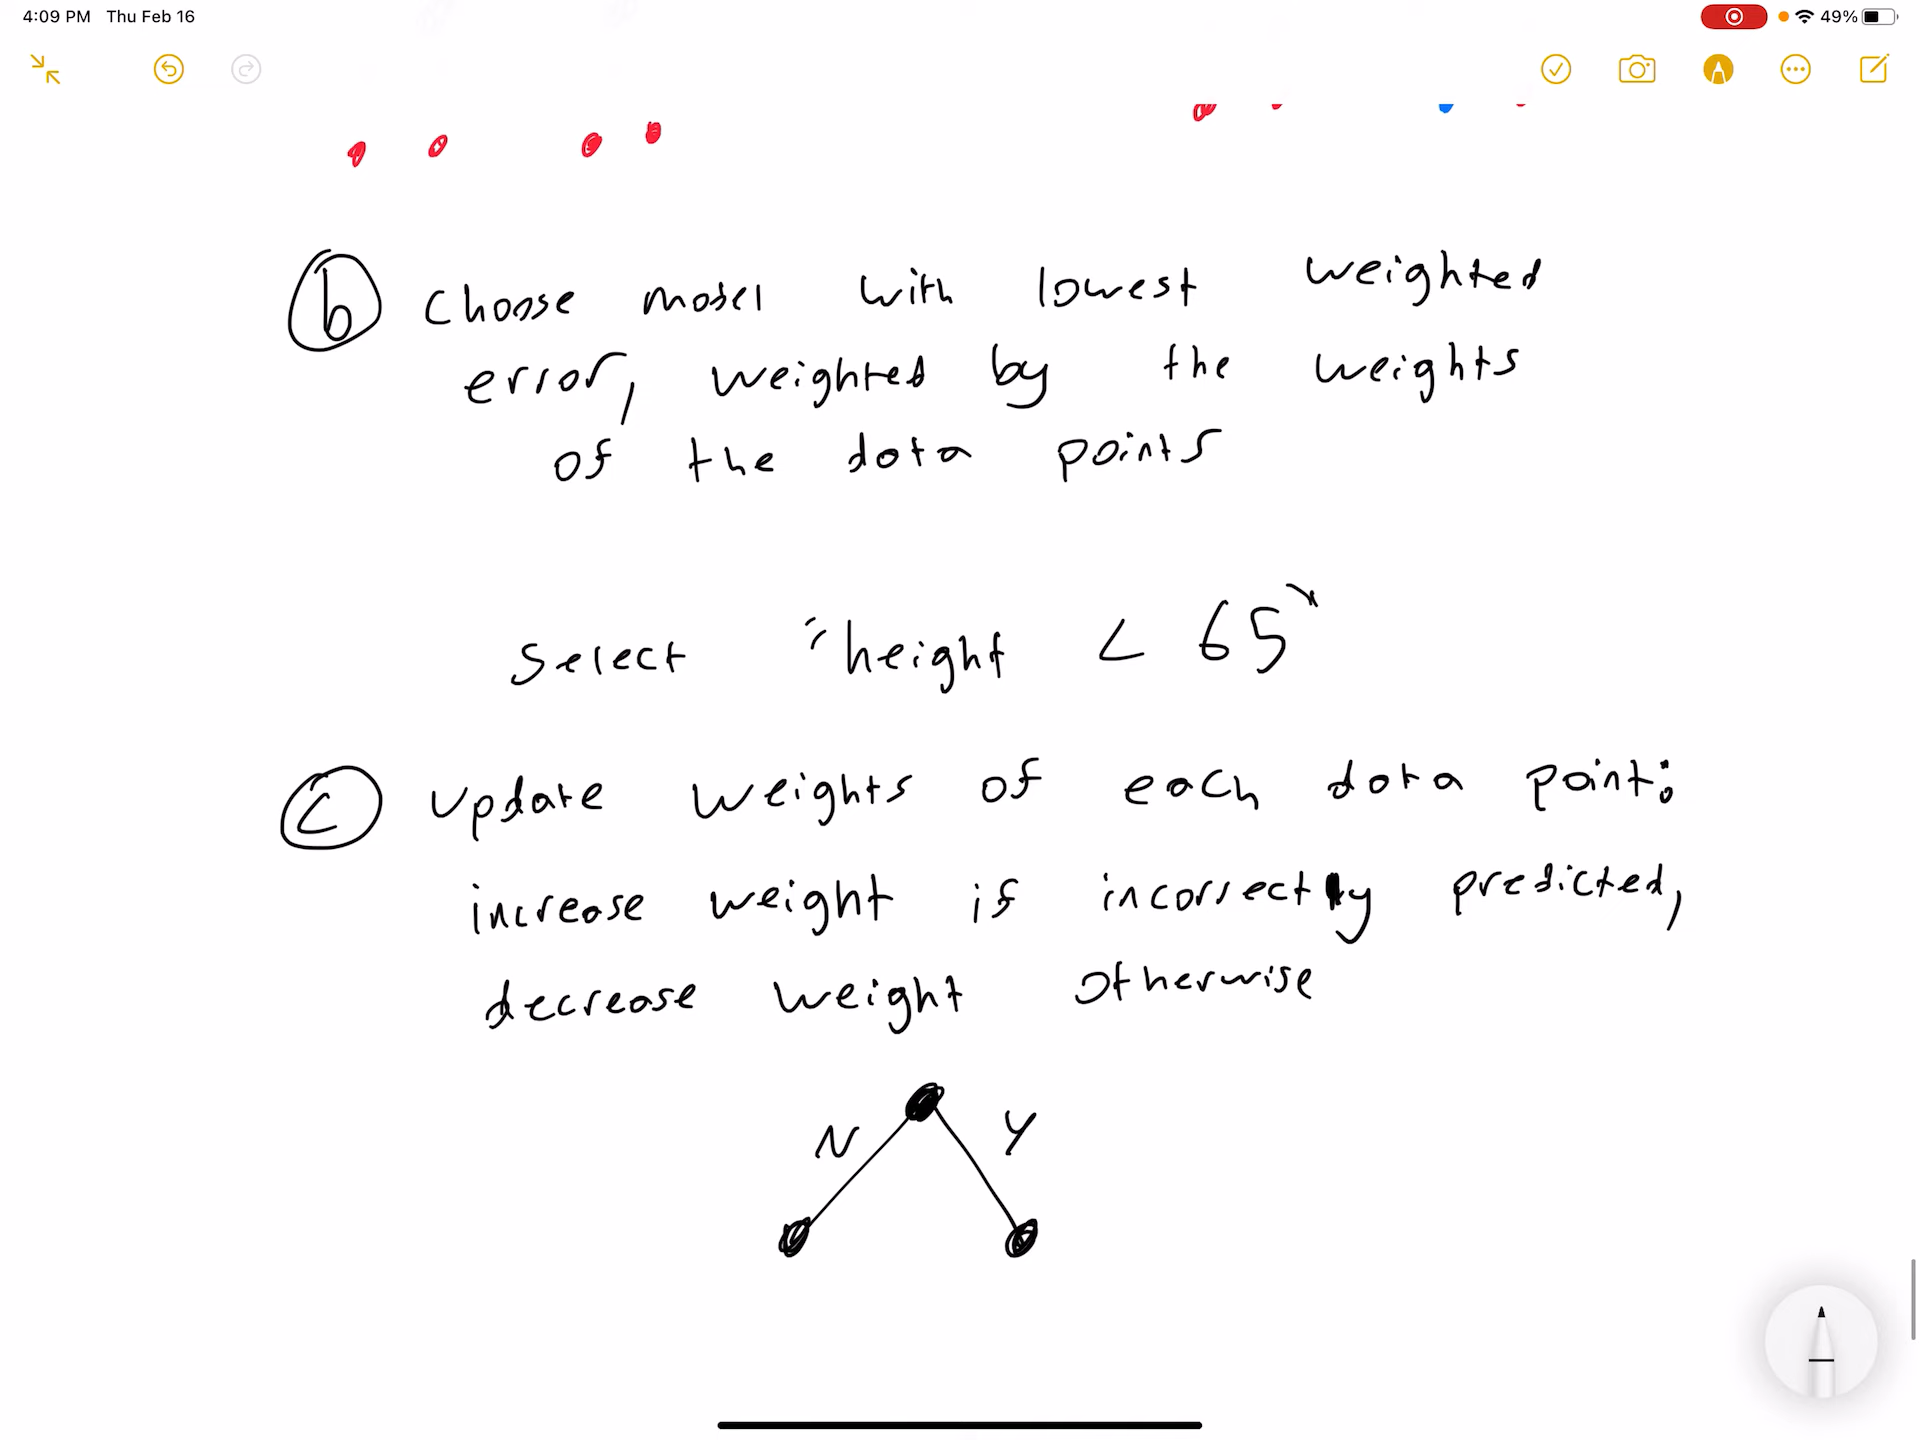 4:09 PM Thu Feb 16
49%
b choose model with lowest weighted
error, weighted by the weights
of the data points
select "height < 65"
c update weights of each data point:
increase weight if incorrectly predicted,
decrease weight otherwise
N Y